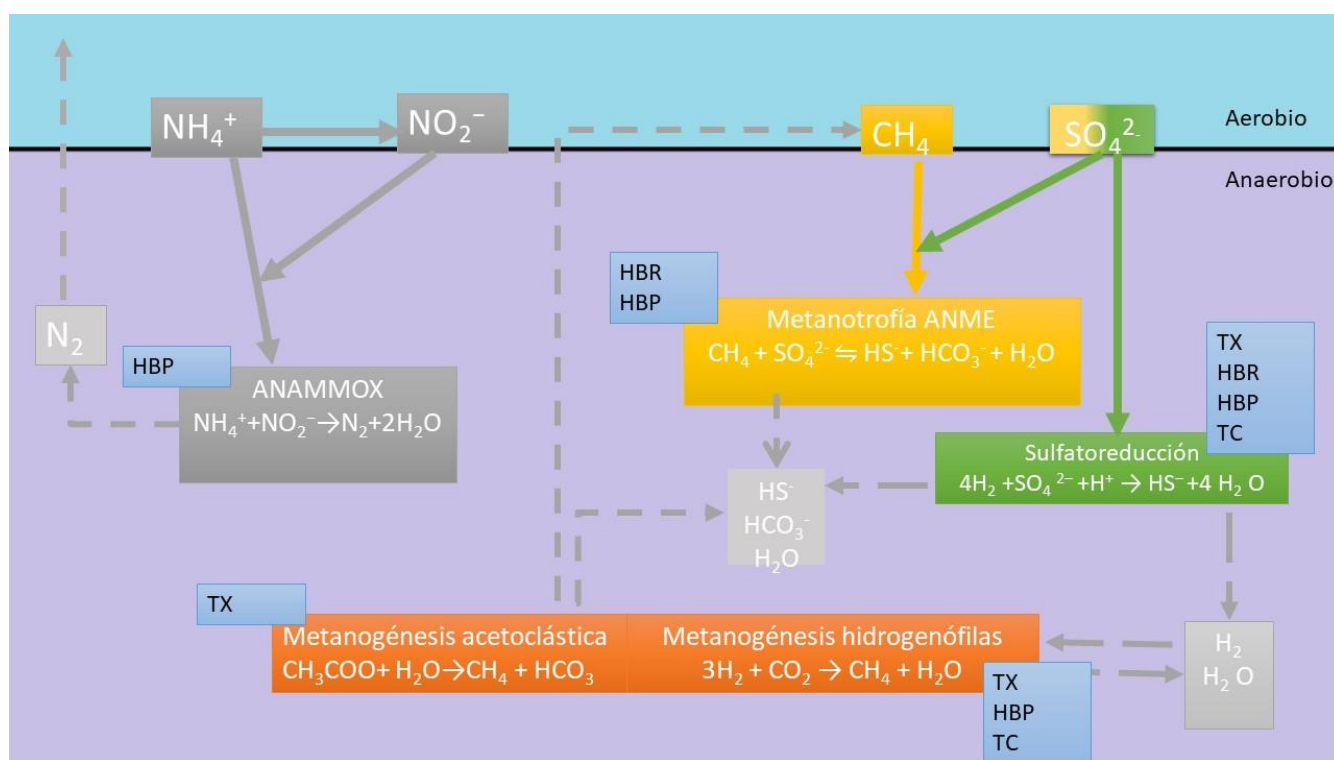 NH₄⁺
NO₂⁻
CH₄
SO₄²⁻
Aerobio
Anaerobio
HBR
HBP
Metanotrofía ANME
CH₄ + SO₄²⁻ ⇋ HS⁻+ HCO₃⁻ + H₂O
N₂
HBP
ANAMMOX
NH₄⁺+NO₂⁻→N₂+2H₂O
TX
HBR
HBP
TC
Sulfatoreducción
4H₂ +SO₄ ²⁻ +H⁺ → HS⁻+4 H₂ O
HS⁻
HCO₃⁻
H₂O
TX
Metanogénesis acetoclástica
CH₃COO+ H₂O→CH₄ + HCO₃
Metanogénesis hidrogenófilas
3H₂ + CO₂ → CH₄ + H₂O
TX
HBP
TC
H₂
H₂ O